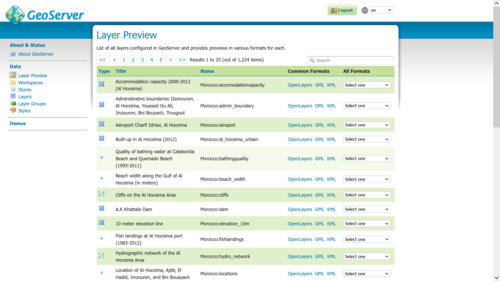 GeoServer
Logout
en
Layer Preview
List of all layers configured in GeoServer and provides previews in various formats for each.
About & Status
About GeoServer
Data
Layer Preview
Workspaces
Stores
Layers
Layer Groups
Styles
Demos
<< < 1 2 3 4 5 > >> Results 1 to 25 (out of 1,224 items) Search
Type Title Name Common Formats All Formats
Accommodation capacity 2000-2012
(Al Hoceima) Morocco:accomodationcapacity OpenLayers GML KML Select one
Administrative boundaries IZemouren,
Al Hoceima, Youssed Ou Ali,
Imzouren, Bni Bouayach, Trougout Morocco:admin_boundary OpenLayers GML KML Select one
Aéroport Charif Idrissi, Al Hoceima Morocco:airoport OpenLayers GML KML Select one
Built-up in Al Hoceima (2012) Morocco:al_hoceima_urbain OpenLayers GML KML Select one
Quality of bathing water at Calabonita
Beach and Quemado Beach
(1993-2011) Morocco:bathingquality OpenLayers GML KML Select one
Beach width along the Gulf of Al
Hoceima (in meters) Morocco:beach_width OpenLayers GML KML Select one
Cliffs on the Al Hoceima Area Morocco:cliffs OpenLayers GML KML Select one
A.K Khattabi Dam Morocco:dam OpenLayers GML KML Select one
10 meter elevation line Morocco:elevation_10m OpenLayers GML KML Select one
Fish landings at Al Hoceima port
(1983-2012) Morocco:fishlandings OpenLayers GML KML Select one
Hydrographic network of the Al
Hoceima Area Morocco:hydro_network OpenLayers GML KML Select one
Location of Al Hoceima, Ajdir, El
Hadid, Imzouren, and Bni Bouayach Morocco:locations OpenLayers GML KML Select one